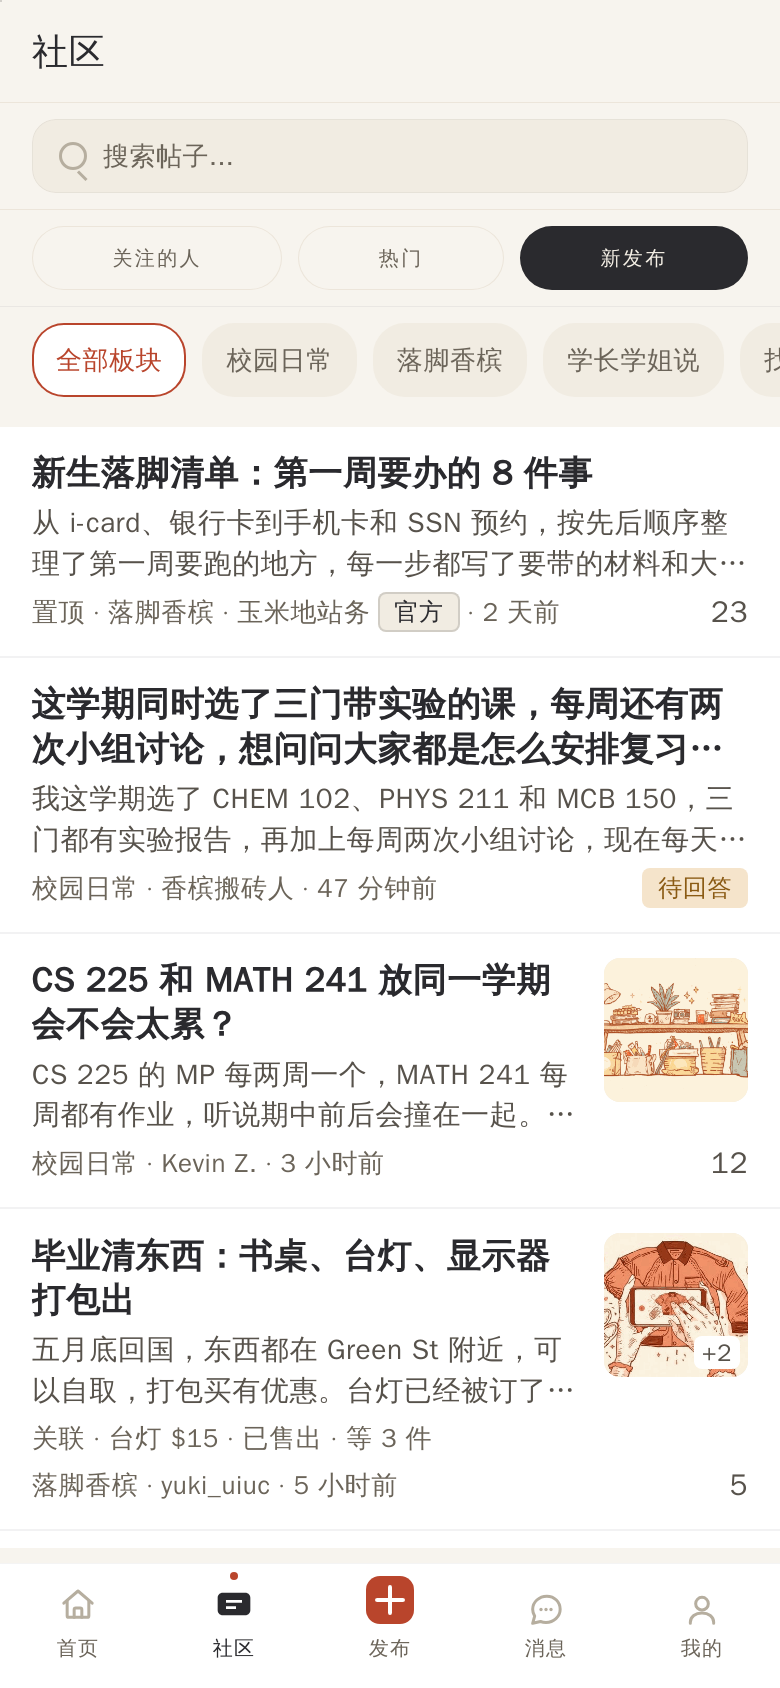 社区
搜索帖子…
关注的人 热门 新发布
全部板块 校园日常 落脚香槟 学长学姐说
新生落脚清单：第一周要办的 8 件事
从 i-card、银行卡到手机卡和 SSN 预约，按先后顺序整
理了第一周要跑的地方，每一步都写了要带的材料和大…
置顶 · 落脚香槟 · 玉米地站务 官方 · 2 天前 23
这学期同时选了三门带实验的课，每周还有两
次小组讨论，想问问大家都是怎么安排复习…
我这学期选了 CHEM 102、PHYS 211 和 MCB 150，三
门都有实验报告，再加上每周两次小组讨论，现在每天…
校园日常 · 香槟搬砖人 · 47 分钟前 待回答
CS 225 和 MATH 241 放同一学期
会不会太累？
CS 225 的 MP 每两周一个，MATH 241 每
周都有作业，听说期中前后会撞在一起。…
校园日常 · Kevin Z. · 3 小时前 12
毕业清东西：书桌、台灯、显示器
打包出
+2
五月底回国，东西都在 Green St 附近，可
以自取，打包买有优惠。台灯已经被订了…
关联 · 台灯 $15 · 已售出 · 等 3 件
落脚香槟 · yuki_uiuc · 5 小时前 5
首页 社区 发布 消息 我的